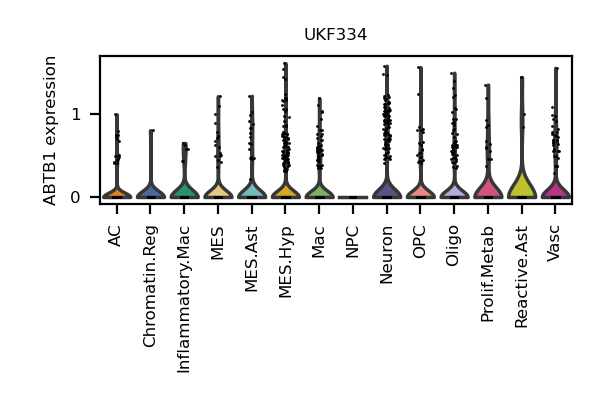 UKF334
ABTB1 expression
1
0
AC
Chromatin.Reg
Inflammatory.Mac
MES
MES.Ast
MES.Hyp
Mac
NPC
Neuron
OPC
Oligo
Prolif.Metab
Reactive.Ast
Vasc